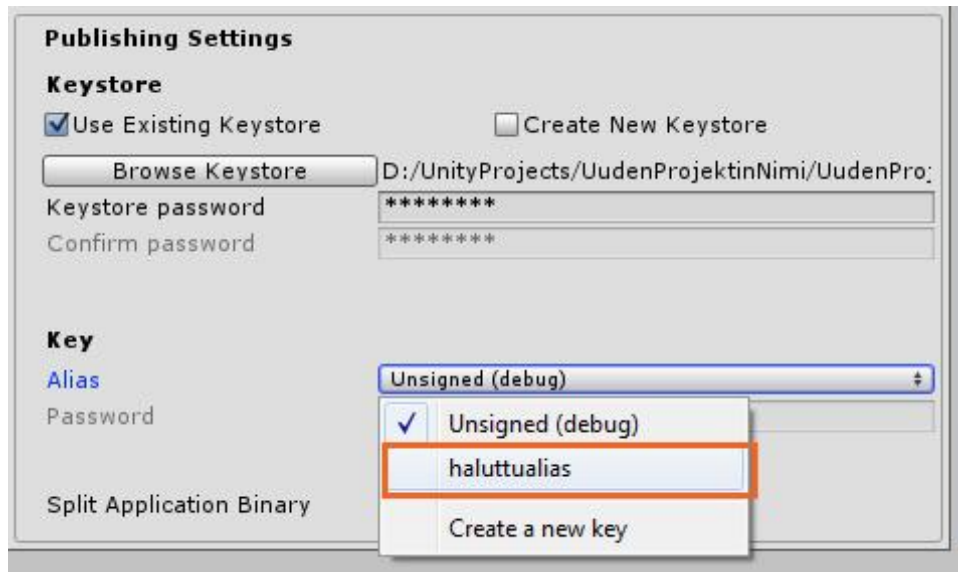 Publishing Settings
Keystore
Use Existing Keystore Create New Keystore
Browse Keystore D:/UnityProjects/UudenProjektinNimi/UudenProj
Keystore password ********
Confirm password ********
Key
Alias Unsigned (debug)
Password
Unsigned (debug)
haluttualias
Split Application Binary
Create a new key